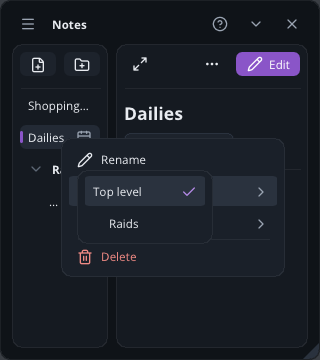 Notes
Edit
Shopping...
Dailies
Dailies
Rename
Top level
Raids
...
Delete